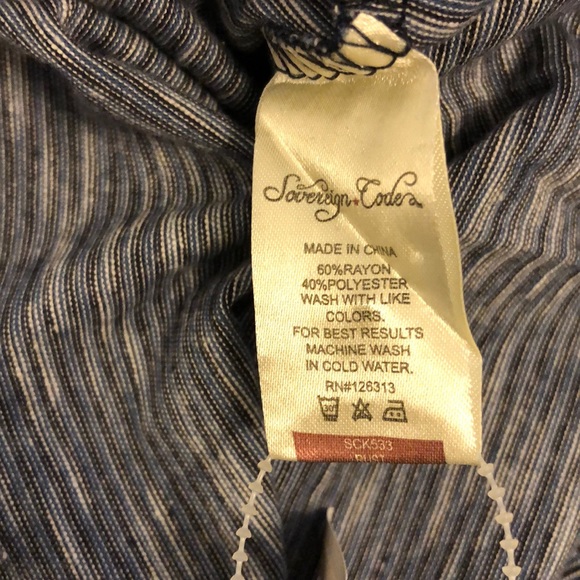 Sovereign Code
MADE IN CHINA
60%RAYON
40%POLYESTER
WASH WITH LIKE
COLORS.
FOR BEST RESULTS
MACHINE WASH
IN COLD WATER.
RN#126313
30
SCK533